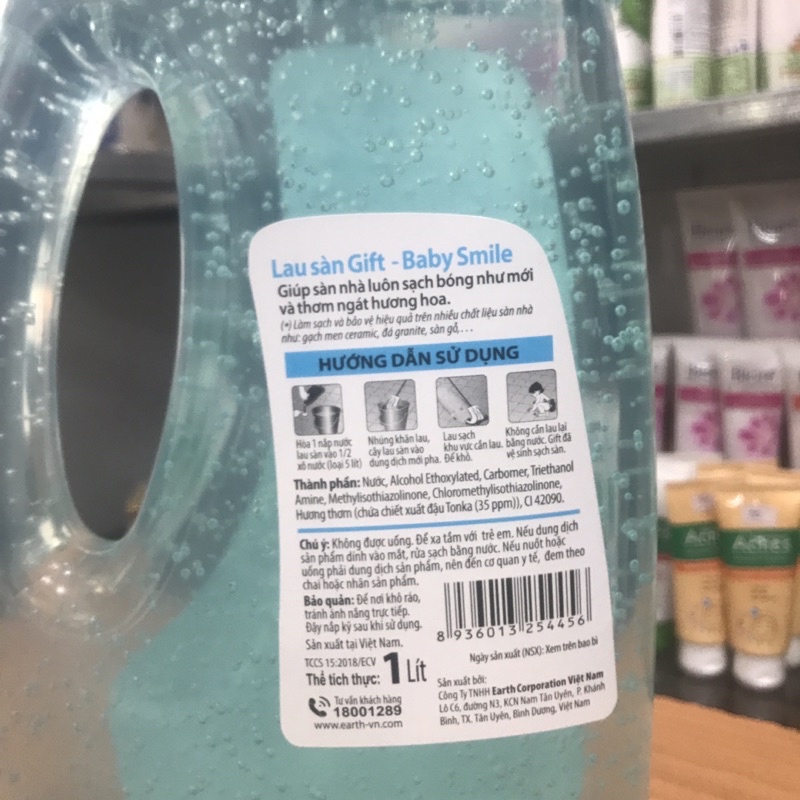 Lau sàn Gift - Baby Smile
Giúp sàn nhà luôn sạch bóng như mới
và thơm ngát hương hoa.
(*) Làm sạch và bảo vệ hiệu quả trên nhiều chất liệu sàn nhà
như: gạch men ceramic, đá granite, sàn gỗ,...
HƯỚNG DẪN SỬ DỤNG
Hòa 1 nắp nước
lau sàn vào 1/2
xô nước (loại 5 lít)
Nhúng khăn lau,
cây lau sàn vào
dung dịch mới pha.
Lau sạch
khu vực cần lau.
Để khô.
Không cần lau lại
bằng nước. Gift đã
vệ sinh sạch sàn.
Thành phần: Nước, Alcohol Ethoxylated, Carbomer, Triethanol
Amine, Methylisothiazolinone, Chloromethylisothiazolinone,
Hương thơm (chứa chiết xuất đậu Tonka (35 ppm)), CI 42090.
Chú ý: Không được uống. Để xa tầm với trẻ em. Nếu dung dịch
sản phẩm dính vào mắt, rửa sạch bằng nước. Nếu nuốt hoặc
uống phải dung dịch sản phẩm, nên đến cơ quan y tế, đem theo
chai hoặc nhãn sản phẩm.
Bảo quản: Để nơi khô ráo,
tránh ánh nắng trực tiếp.
Đậy nắp kỹ sau khi sử dụng.
Sản xuất tại Việt Nam.
TCCS 15:2018/ECV
Thể tích thực: 1 Lít
Tư vấn khách hàng
18001289
www.earth-vn.com
8 936013 254456
Ngày sản xuất (NSX): Xem trên bao bì
Sản xuất bởi:
Công Ty TNHH Earth Corporation Việt Nam
Lô C6, đường N3, KCN Nam Tân Uyên, P. Khánh
Bình, TX. Tân Uyên, Bình Dương, Việt Nam
Acnes